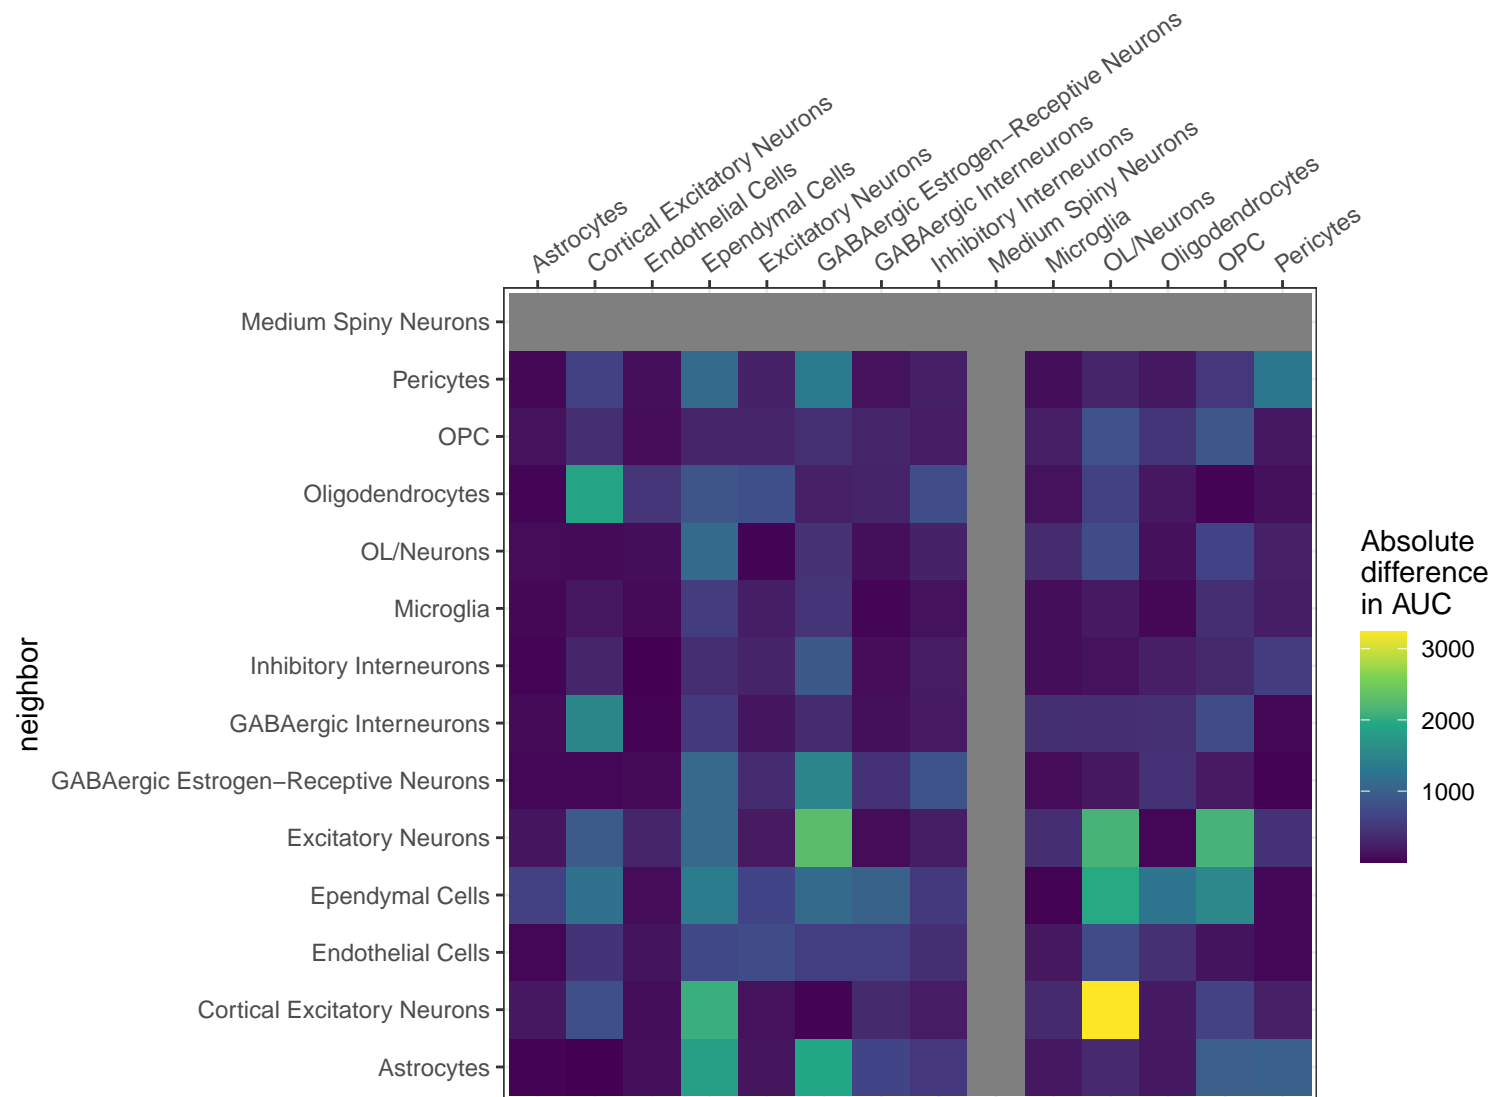 Astrocytes
Cortical Excitatory Neurons
Endothelial Cells
Ependymal Cells
Excitatory Neurons
GABAergic Estrogen−Receptive Neurons
GABAergic Interneurons
Inhibitory Interneurons
Medium Spiny Neurons
Microglia
OL/Neurons
Oligodendrocytes
OPC
Pericytes
Medium Spiny Neurons
Pericytes
OPC
Oligodendrocytes
OL/Neurons
Microglia
Inhibitory Interneurons
GABAergic Interneurons
GABAergic Estrogen−Receptive Neurons
Excitatory Neurons
Ependymal Cells
Endothelial Cells
Cortical Excitatory Neurons
Astrocytes
neighbor
Absolute
difference
in AUC
3000
2000
1000